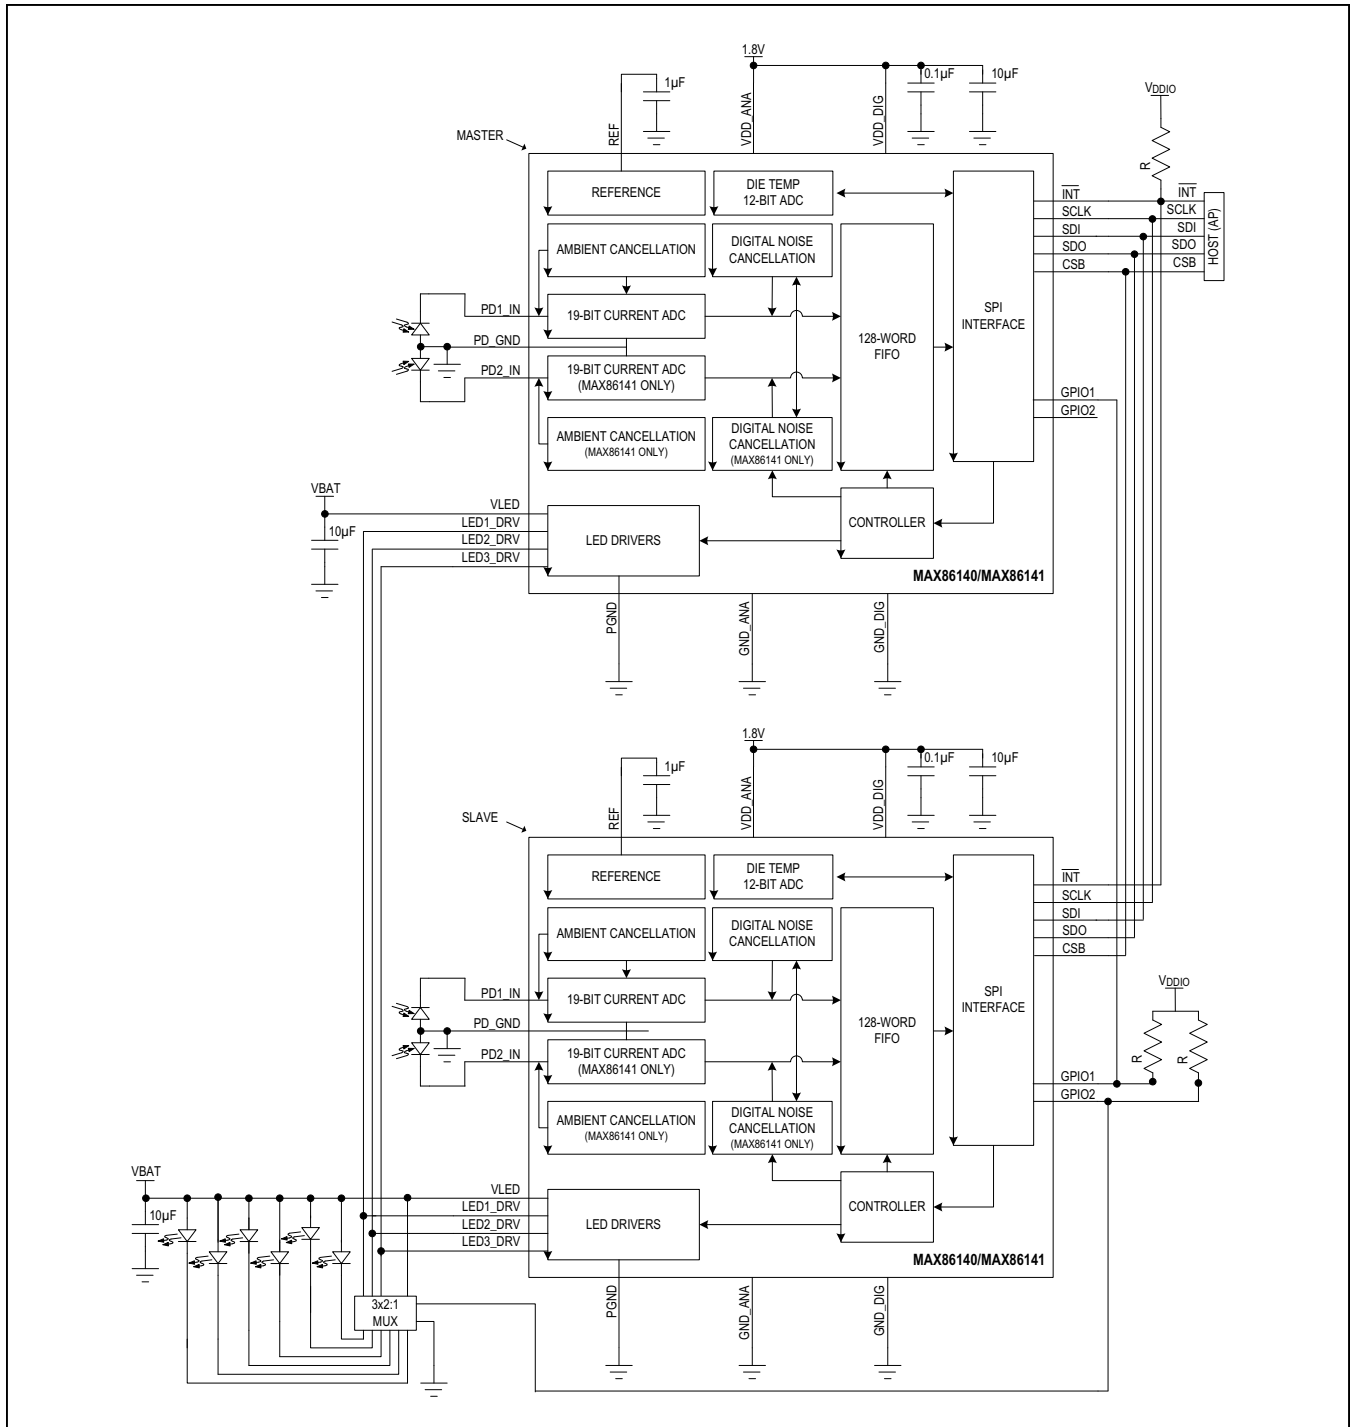 1.8V
1µF
0.1µF
10µF
VDDIO
REF
VDD_ANA
VDD_DIG
MASTER
R
REFERENCE
DIE TEMP
12-BIT ADC
INT
INT
SCLK
SCLK
SDI
SDI
SDO
SDO
CSB
CSB
HOST (AP)
AMBIENT CANCELLATION
DIGITAL NOISE
CANCELLATION
PD1_IN
19-BIT CURRENT ADC
SPI
INTERFACE
PD_GND
128-WORD
FIFO
PD2_IN
19-BIT CURRENT ADC
(MAX86141 ONLY)
GPIO1
GPIO2
AMBIENT CANCELLATION
(MAX86141 ONLY)
DIGITAL NOISE
CANCELLATION
(MAX86141 ONLY)
VBAT
10µF
VLED
LED1_DRV
LED2_DRV
LED3_DRV
LED DRIVERS
CONTROLLER
MAX86140/MAX86141
PGND
GND_ANA
GND_DIG
1.8V
1µF
0.1µF
10µF
REF
VDD_ANA
VDD_DIG
SLAVE
REFERENCE
DIE TEMP
12-BIT ADC
INT
SCLK
SDI
SDO
CSB
AMBIENT CANCELLATION
DIGITAL NOISE
CANCELLATION
PD1_IN
19-BIT CURRENT ADC
SPI
INTERFACE
VDDIO
PD_GND
128-WORD
FIFO
PD2_IN
19-BIT CURRENT ADC
(MAX86141 ONLY)
R
R
GPIO1
GPIO2
AMBIENT CANCELLATION
(MAX86141 ONLY)
DIGITAL NOISE
CANCELLATION
(MAX86141 ONLY)
VBAT
10µF
VLED
LED1_DRV
LED2_DRV
LED3_DRV
LED DRIVERS
CONTROLLER
MAX86140/MAX86141
3x2:1
MUX
PGND
GND_ANA
GND_DIG